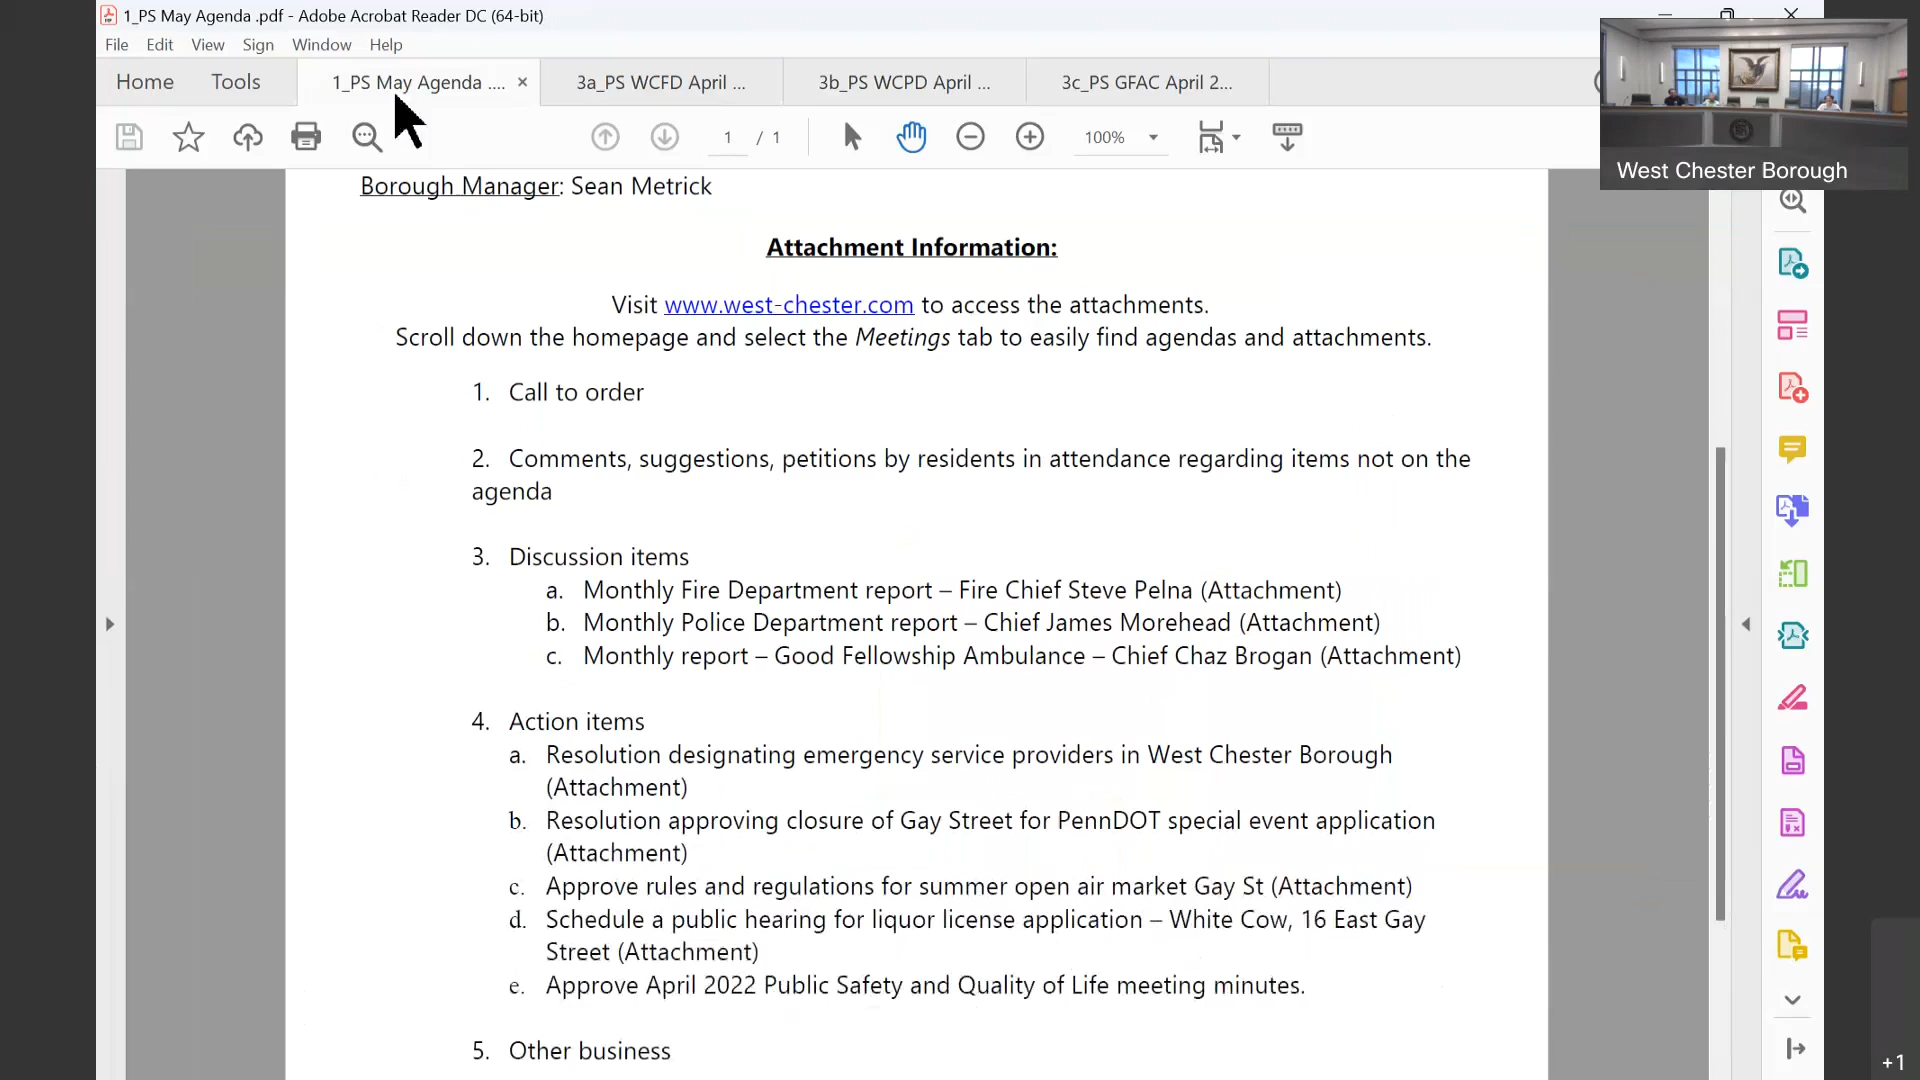 1_PS May Agenda .pdf - Adobe Acrobat Reader DC (64-bit)
File Edit View Sign Window Help
Home Tools 1_PS May Agenda .... × 3a_PS WCFD April ... 3b_PS WCPD April ... 3c_PS GFAC April 2...
1 / 1 100%
West Chester Borough
Borough Manager: Sean Metrick
Attachment Information:
Visit www.west-chester.com to access the attachments.
Scroll down the homepage and select the Meetings tab to easily find agendas and attachments.
1. Call to order
2. Comments, suggestions, petitions by residents in attendance regarding items not on the
agenda
3. Discussion items
a. Monthly Fire Department report – Fire Chief Steve Pelna (Attachment)
b. Monthly Police Department report – Chief James Morehead (Attachment)
c. Monthly report – Good Fellowship Ambulance – Chief Chaz Brogan (Attachment)
4. Action items
a. Resolution designating emergency service providers in West Chester Borough
(Attachment)
b. Resolution approving closure of Gay Street for PennDOT special event application
(Attachment)
c. Approve rules and regulations for summer open air market Gay St (Attachment)
d. Schedule a public hearing for liquor license application – White Cow, 16 East Gay
Street (Attachment)
e. Approve April 2022 Public Safety and Quality of Life meeting minutes.
5. Other business
+1